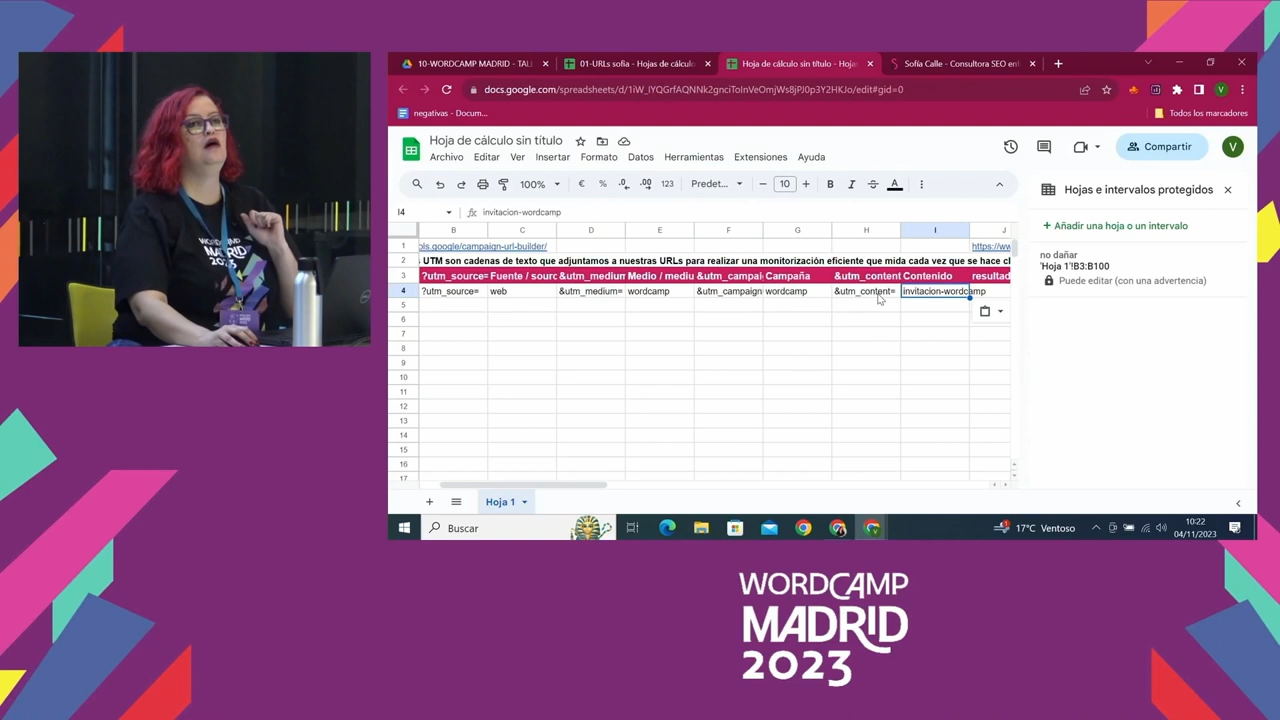 WORDCAMP
MADRID
2023
10-WORDCAMP MADRID - TAL
01-URLs sofia - Hojas de cálculo
Hoja de cálculo sin título - Hojas
Sofía Calle - Consultora SEO en
docs.google.com/spreadsheets/d/1iW_IYQGrfAQNNk2gnciToInVeOmjWs8jPJ0p3Y2HKJo/edit#gid=0
negativas - Docum...
Todos los marcadores
Hoja de cálculo sin título
Archivo Editar Ver Insertar Formato Datos Herramientas Extensiones Ayuda
Compartir
V
100% € % .0 .00 123 Predet... 10 B I A
I4 fx invitacion-wordcamp
Hojas e intervalos protegidos
+ Añadir una hoja o un intervalo
no dañar
'Hoja 1'!B3:B100
Puede editar (con una advertencia)
B C D E F G H I J
1 ols.google/campaign-url-builder/ https://ww
2 UTM son cadenas de texto que adjuntamos a nuestras URLs para realizar una monitorización eficiente que mida cada vez que se hace cl
3 ?utm_source= Fuente / sourc &utm_medium Medio / mediu &utm_campai Campaña &utm_content Contenido resultad
4 ?utm_source= web &utm_medium= wordcamp &utm_campaign wordcamp &utm_content= invitacion-wordcamp
5
6
7
8
9
10
11
12
13
14
15
16
17
Hoja 1
Buscar
17°C Ventoso
10:22
04/11/2023
WORDCAMP
MADRID
2023